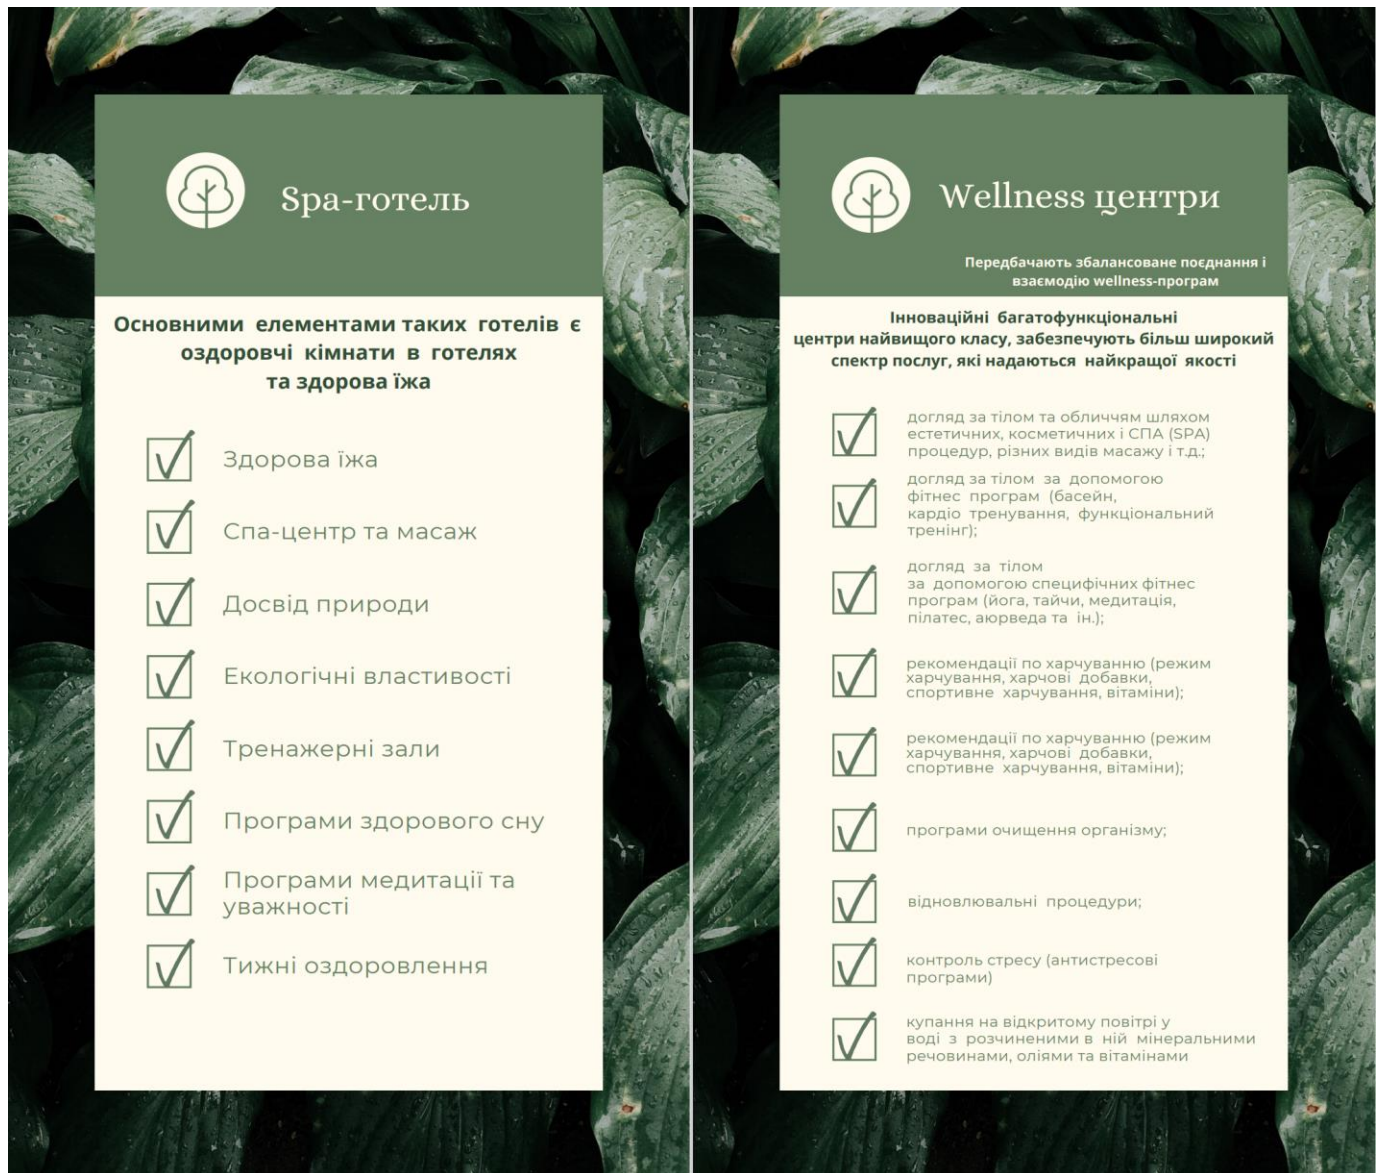 Spa-готель
Основними елементами таких готелів є
оздоровчі кімнати в готелях
та здорова їжа
Здорова їжа
Спа-центр та масаж
Досвід природи
Екологічні властивості
Тренажерні зали
Програми здорового сну
Програми медитації та
уважності
Тижні оздоровлення
Wellness центри
Передбачають збалансоване поєднання і
взаємодію wellness-програм
Інноваційні багатофункціональні
центри найвищого класу, забезпечують більш широкий
спектр послуг, які надаються найкращої якості
догляд за тілом та обличчям шляхом
естетичних, косметичних і СПА (SPA)
процедур, різних видів масажу і т.д.;
догляд за тілом за допомогою
фітнес програм (басейн,
кардіо тренування, функціональний
тренінг);
догляд за тілом
за допомогою специфічних фітнес
програм (йога, тайчи, медитація,
пілатес, аюрведа та ін.);
рекомендації по харчуванню (режим
харчування, харчові добавки,
спортивне харчування, вітаміни);
рекомендації по харчуванню (режим
харчування, харчові добавки,
спортивне харчування, вітаміни);
програми очищення організму;
відновлювальні процедури;
контроль стресу (антистресові
програми)
купання на відкритому повітрі у
воді з розчиненими в ній мінеральними
речовинами, оліями та вітамінами